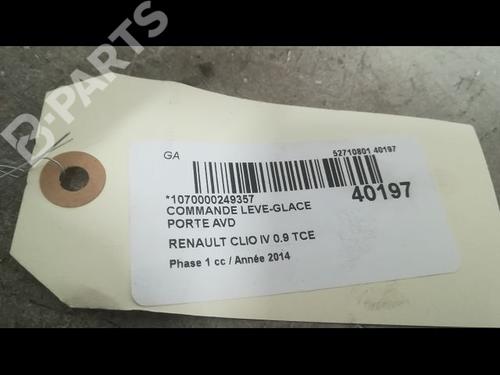 B-PARTS
GA
52710801 40197
*1070000249357
40197
COMMANDE LEVE-GLACE
PORTE AVD
RENAULT CLIO IV 0.9 TCE
Phase 1 cc / Année 2014